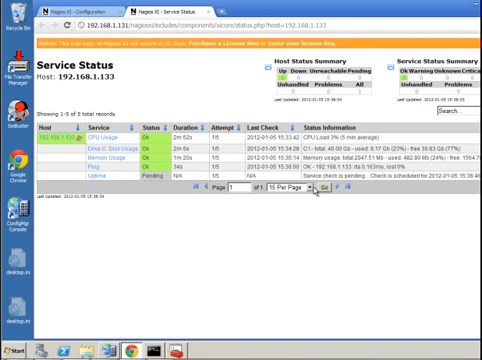 Nagios XI - Configuration
Nagios XI - Service Status
192.168.1.131/nagiosxi/includes/components/xicore/status.php?host=192.168.1.133
Notice: This trial copy of Nagios XI will expire in 25 days. Purchase a License Now or Enter your license key.
Service Status
Host: 192.168.1.133
Host Status Summary
Up Down Unreachable Pending
Unhandled Problems All
Last Updated: 2012-01-05 15:36:04
Service Status Summary
Ok Warning Unknown Critical
Unhandled Problems
Last Updated: 2012-01-05 15:36
Showing 1-5 of 5 total records
Search...
Host Service Status Duration Attempt Last Check Status Information
192.168.1.133 CPU Usage Ok 2m 52s 1/5 2012-01-05 15:33:42 CPU Load 3% (5 min average)
Drive C: Disk Usage Ok 2m 6s 1/5 2012-01-05 15:34:28 C:\ - total: 40.00 Gb - used: 9.17 Gb (23%) - free 30.83 Gb (77%)
Memory Usage Ok 1m 20s 1/5 2012-01-05 15:35:14 Memory usage: total:2047.51 Mb - used: 482.80 Mb (24%) - free: 1564.7
Ping Ok 34s 1/5 2012-01-05 15:36:00 OK - 192.168.1.133: rta 0.163ms, lost 0%
Uptime Pending N/A 1/5 N/A Service check is pending... Check is scheduled for 2012-01-05 15:36:46
Page 1 of 1 15 Per Page Go
Last Updated: 2012-01-05 15:36:34
Recycle Bin
File Transfer Manager
Google Chrome
ConfigMgr Console
desktop.ini
desktop.ini
Start